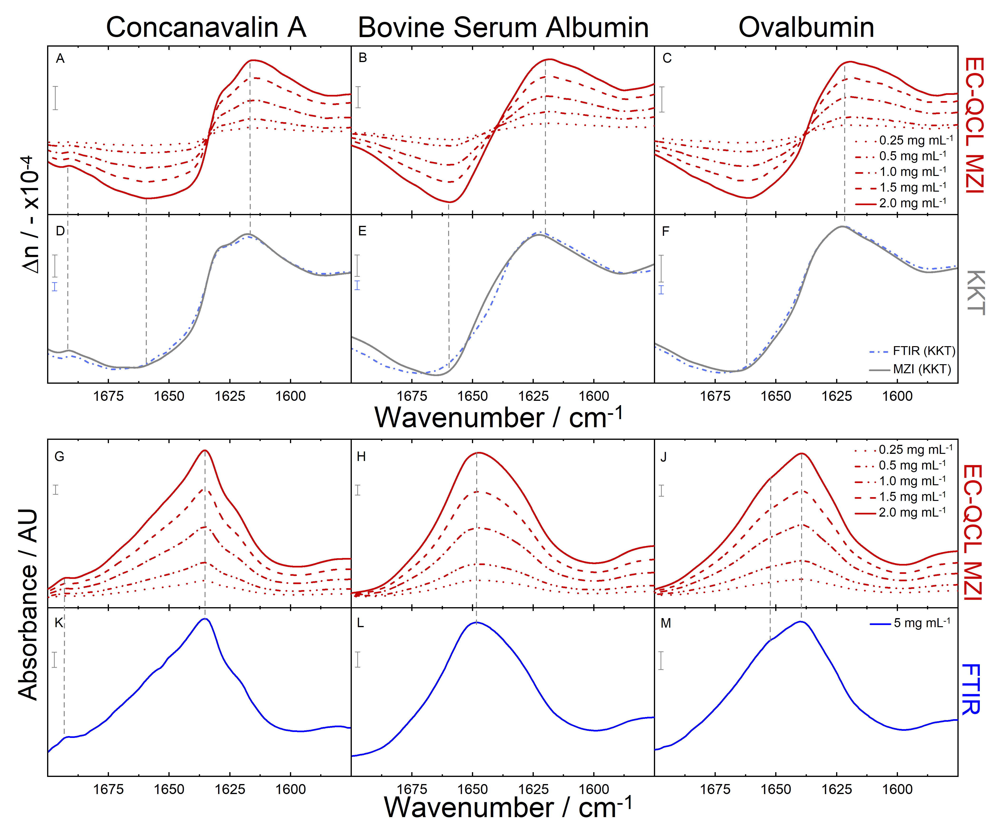 Concanavalin A
Bovine Serum Albumin
Ovalbumin
A
B
C
EC-QCL MZI
0.25 mg mL-1
0.5 mg mL-1
1.0 mg mL-1
1.5 mg mL-1
2.0 mg mL-1
Δn / - x10-4
D
E
F
KKT
FTIR (KKT)
MZI (KKT)
1675 1650 1625 1600
1675 1650 1625 1600
1675 1650 1625 1600
Wavenumber / cm-1
G
H
J
0.25 mg mL-1
0.5 mg mL-1
1.0 mg mL-1
1.5 mg mL-1
2.0 mg mL-1
EC-QCL MZI
Absorbance / AU
K
L
M
5 mg mL-1
FTIR
1675 1650 1625 1600
1675 1650 1625 1600
1675 1650 1625 1600
Wavenumber / cm-1